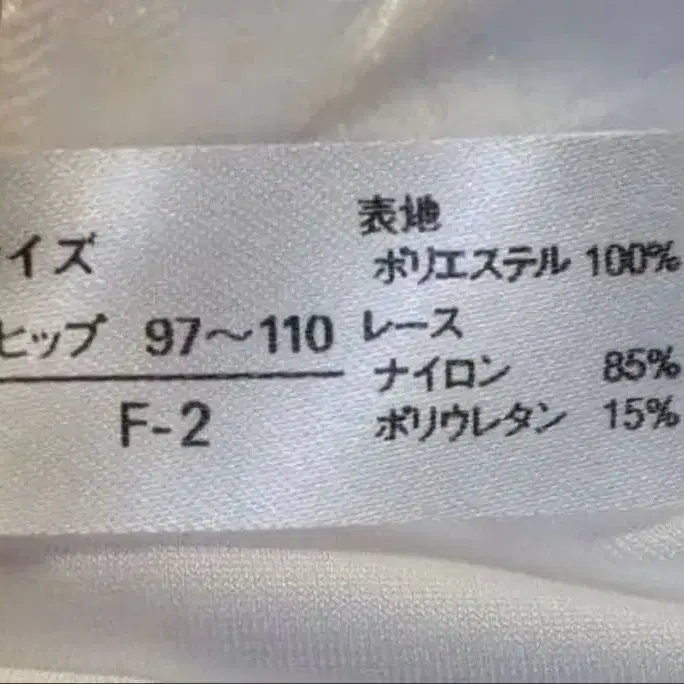 サイズ
ヒップ 97～110
F-2
表地
ポリエステル 100%
レース
ナイロン 85%
ポリウレタン 15%